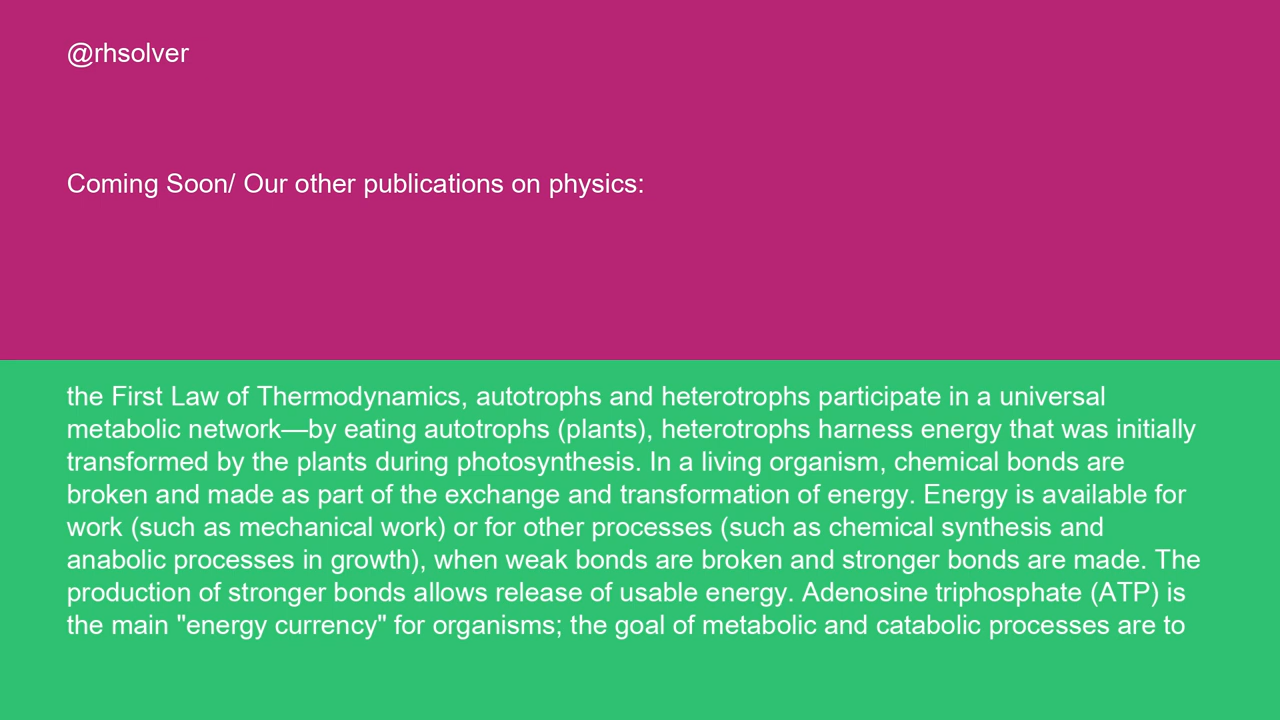 @rhsolver
Coming Soon/ Our other publications on physics:
the First Law of Thermodynamics, autotrophs and heterotrophs participate in a universal
metabolic network—by eating autotrophs (plants), heterotrophs harness energy that was initially
transformed by the plants during photosynthesis. In a living organism, chemical bonds are
broken and made as part of the exchange and transformation of energy. Energy is available for
work (such as mechanical work) or for other processes (such as chemical synthesis and
anabolic processes in growth), when weak bonds are broken and stronger bonds are made. The
production of stronger bonds allows release of usable energy. Adenosine triphosphate (ATP) is
the main "energy currency" for organisms; the goal of metabolic and catabolic processes are to